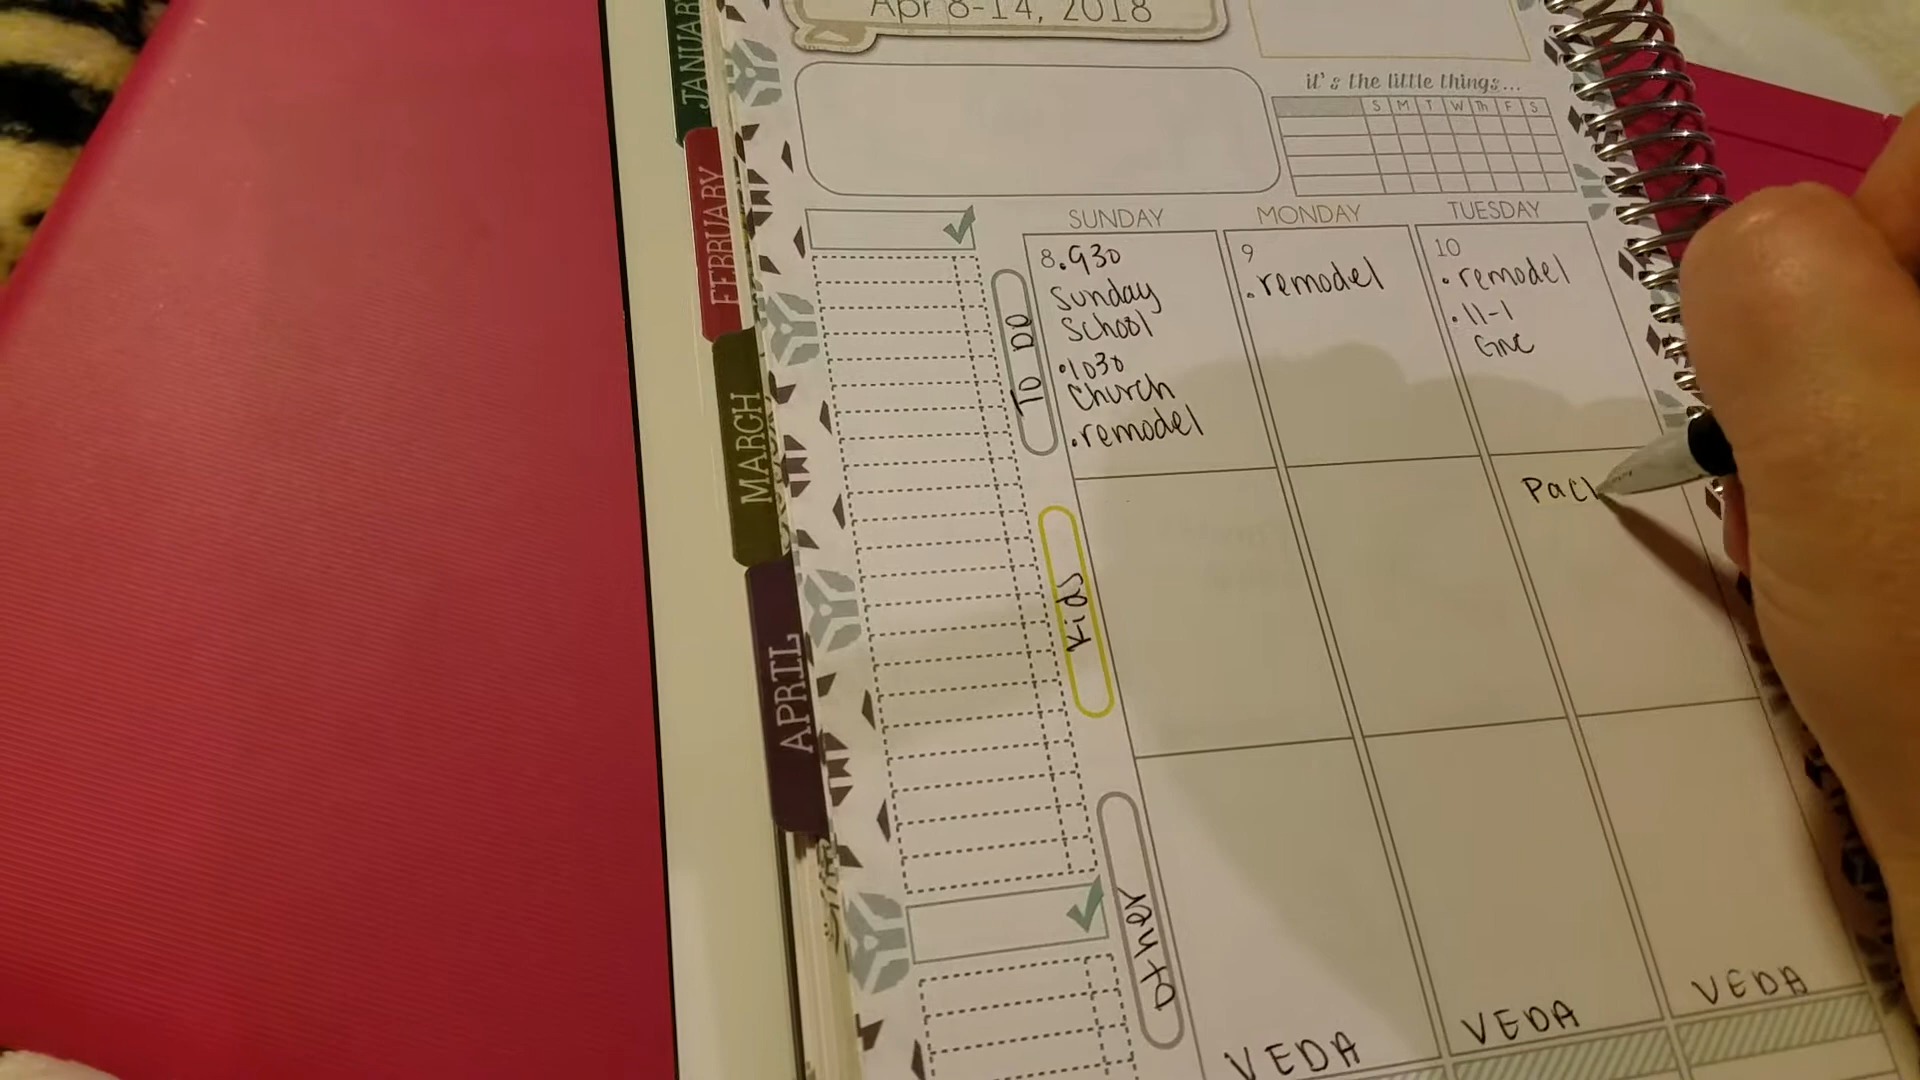 Apr 8-14, 2018
it's the little things...
S M T W Th F S
JANUARY
FEBRUARY
MARCH
APRIL
SUNDAY
MONDAY
TUESDAY
8 .930
Sunday
School
.1030
Church
.remodel
9
.remodel
10
.remodel
.11-1
GNC
TO DO
Kids
Other
VEDA
VEDA
VEDA